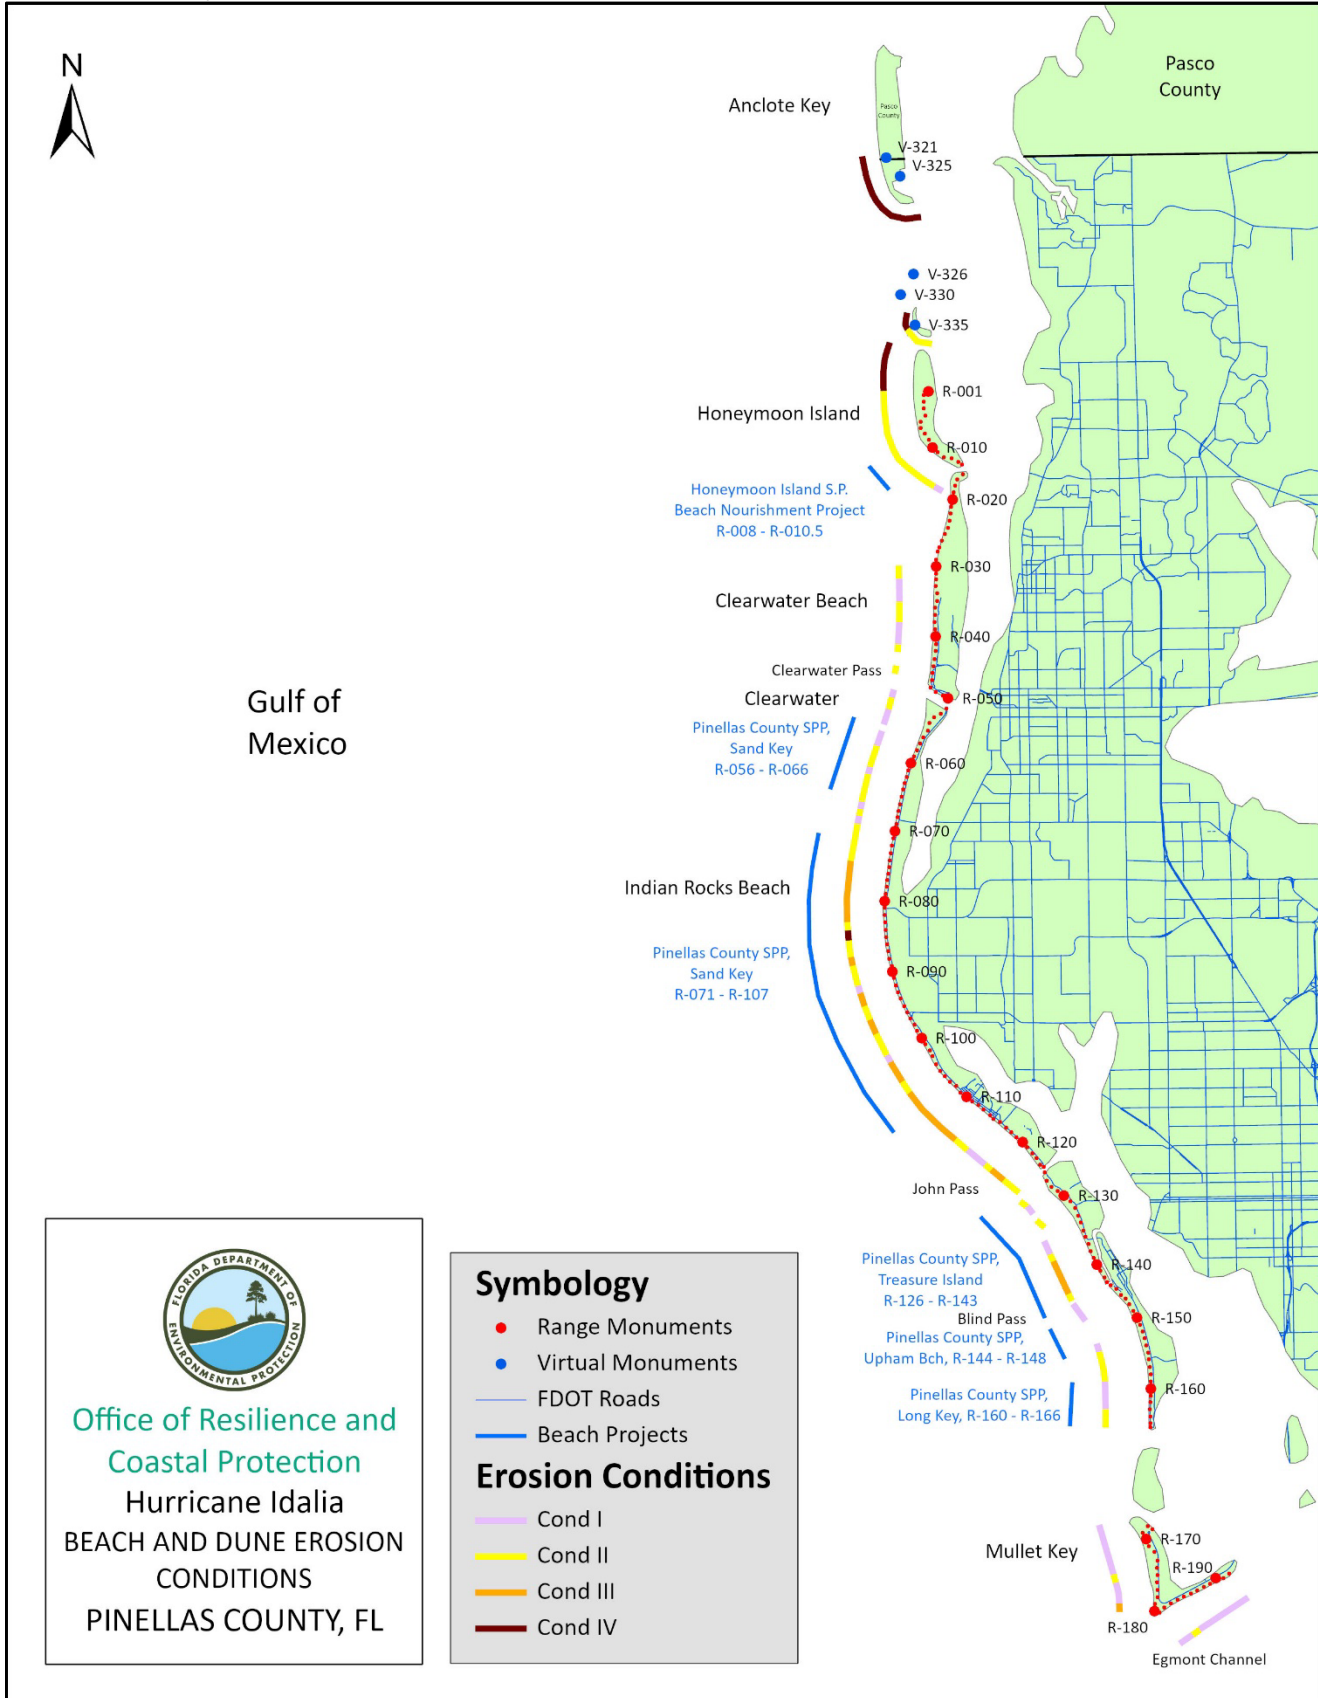 N
Pasco
County
Anclote Key
Pasco
County
V-321
V-325
V-326
V-330
V-335
R-001
Honeymoon Island
R-010
Honeymoon Island S.P.
Beach Nourishment Project
R-008 - R-010.5
R-020
R-030
Clearwater Beach
R-040
Clearwater Pass
Clearwater
R-050
Gulf of
Mexico
Pinellas County SPP,
Sand Key
R-056 - R-066
R-060
R-070
Indian Rocks Beach
R-080
Pinellas County SPP,
Sand Key
R-071 - R-107
R-090
R-100
R-110
R-120
John Pass
R-130
Pinellas County SPP,
Treasure Island
R-126 - R-143
R-140
Blind Pass
R-150
Pinellas County SPP,
Upham Bch, R-144 - R-148
Pinellas County SPP,
Long Key, R-160 - R-166
R-160
Mullet Key
R-170
R-190
R-180
Egmont Channel
FLORIDA DEPARTMENT OF
ENVIRONMENTAL PROTECTION
Office of Resilience and
Coastal Protection
Hurricane Idalia
BEACH AND DUNE EROSION
CONDITIONS
PINELLAS COUNTY, FL
Symbology
Range Monuments
Virtual Monuments
FDOT Roads
Beach Projects
Erosion Conditions
Cond I
Cond II
Cond III
Cond IV